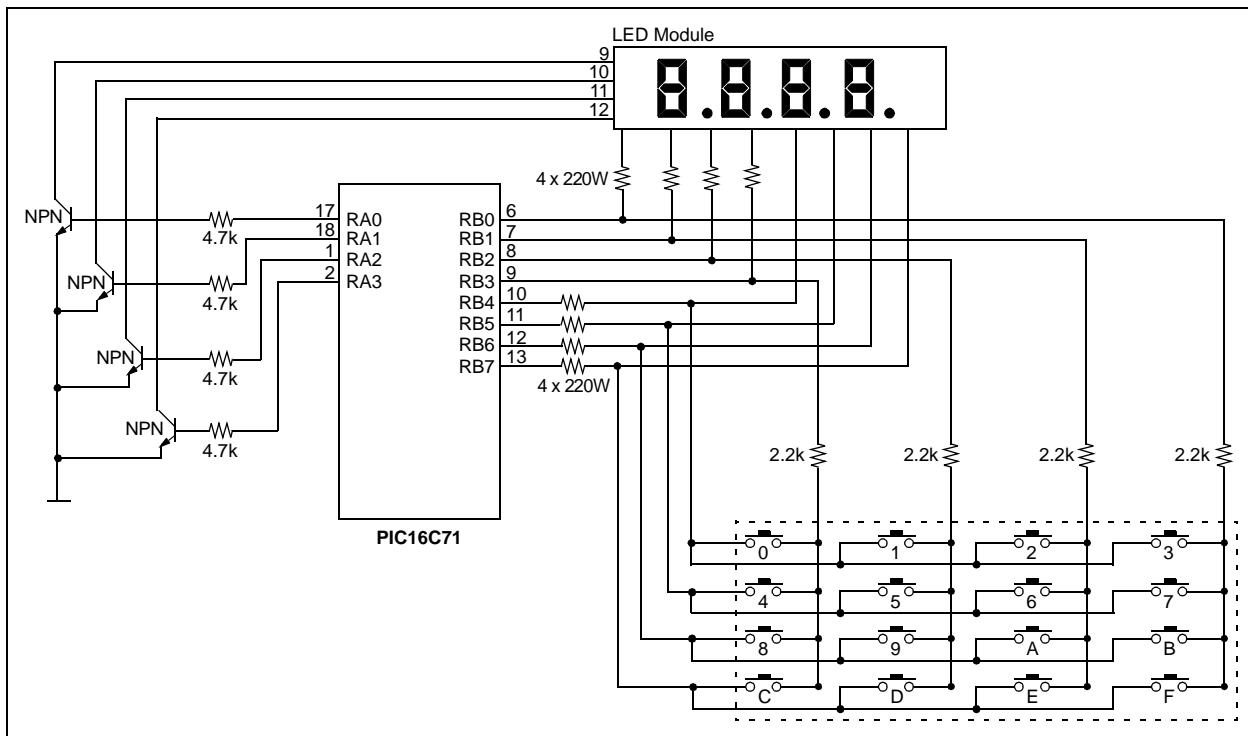 LED Module
9
10
11
12
4 x 220W
NPN
4.7k
NPN
4.7k
NPN
4.7k
NPN
4.7k
17
18
1
2
RA0
RA1
RA2
RA3
RB0
RB1
RB2
RB3
RB4
RB5
RB6
RB7
6
7
8
9
10
11
12
13
4 x 220W
PIC16C71
2.2k
2.2k
2.2k
2.2k
0 1 2 3
4 5 6 7
8 9 A B
C D E F